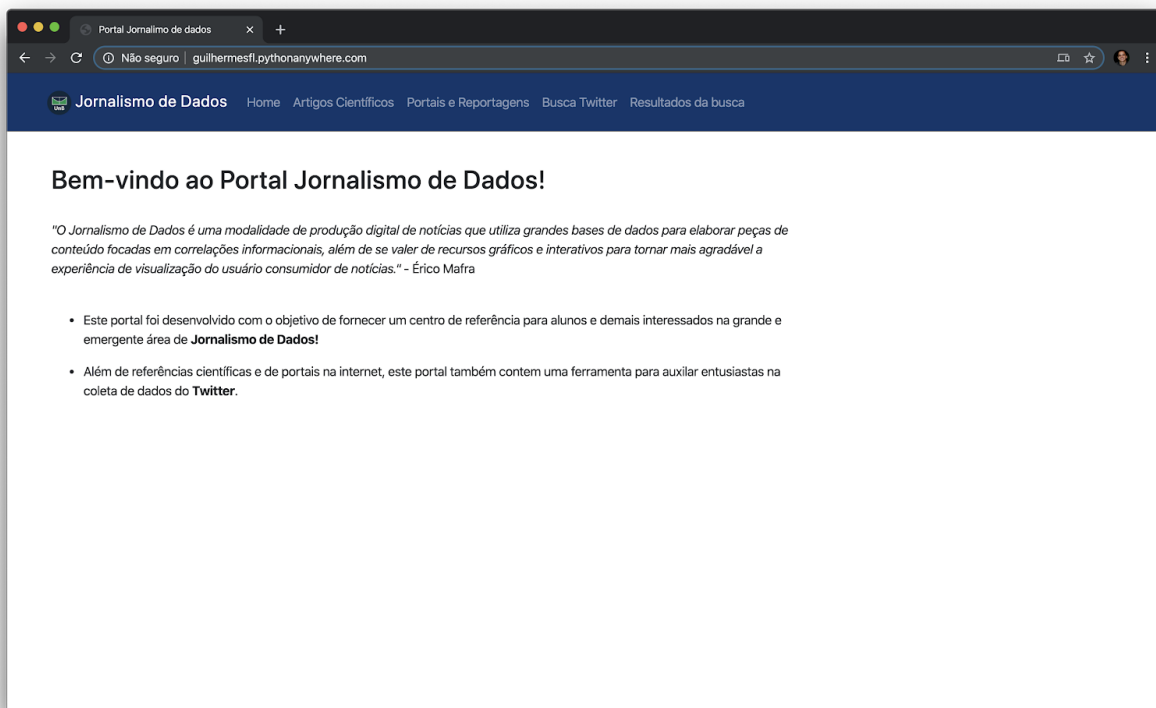 Portal Jornalimo de dados
Não seguro | guilhermesfl.pythonanywhere.com
UnB
Jornalismo de Dados
Home
Artigos Científicos
Portais e Reportagens
Busca Twitter
Resultados da busca
Bem-vindo ao Portal Jornalismo de Dados!
"O Jornalismo de Dados é uma modalidade de produção digital de notícias que utiliza grandes bases de dados para elaborar peças de
conteúdo focadas em correlações informacionais, além de se valer de recursos gráficos e interativos para tornar mais agradável a
experiência de visualização do usuário consumidor de notícias." - Érico Mafra
• Este portal foi desenvolvido com o objetivo de fornecer um centro de referência para alunos e demais interessados na grande e
emergente área de Jornalismo de Dados!
• Além de referências científicas e de portais na internet, este portal também contem uma ferramenta para auxilar entusiastas na
coleta de dados do Twitter.